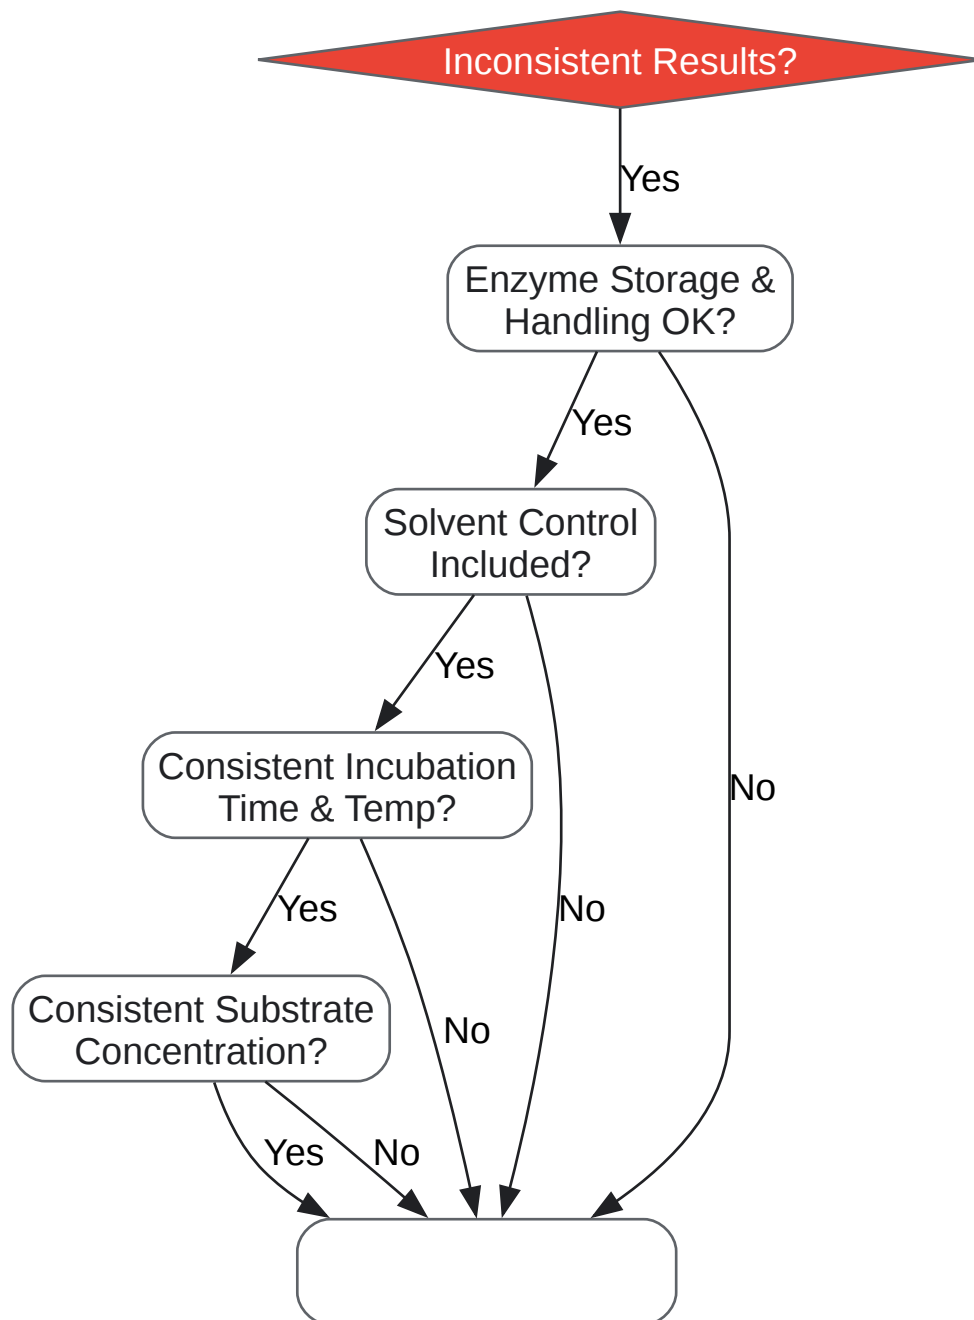 Inconsistent Results?
Yes
Enzyme Storage &
Handling OK?
Yes
Solvent Control
Included?
Yes
No
Consistent Incubation
Time & Temp?
Yes
No
Consistent Substrate
Concentration?
No
Yes
No